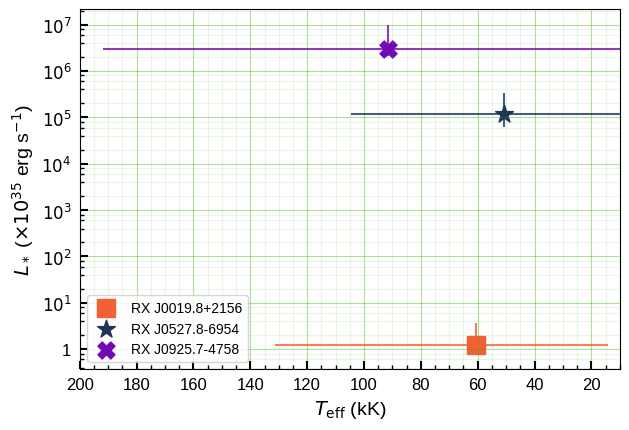 10^7
10^6
10^5
10^4
10^3
10^2
10^1
1
L_* (×10^35 erg s^−1)
RX J0019.8+2156
RX J0527.8-6954
RX J0925.7-4758
200 180 160 140 120 100 80 60 40 20
T_eff (kK)